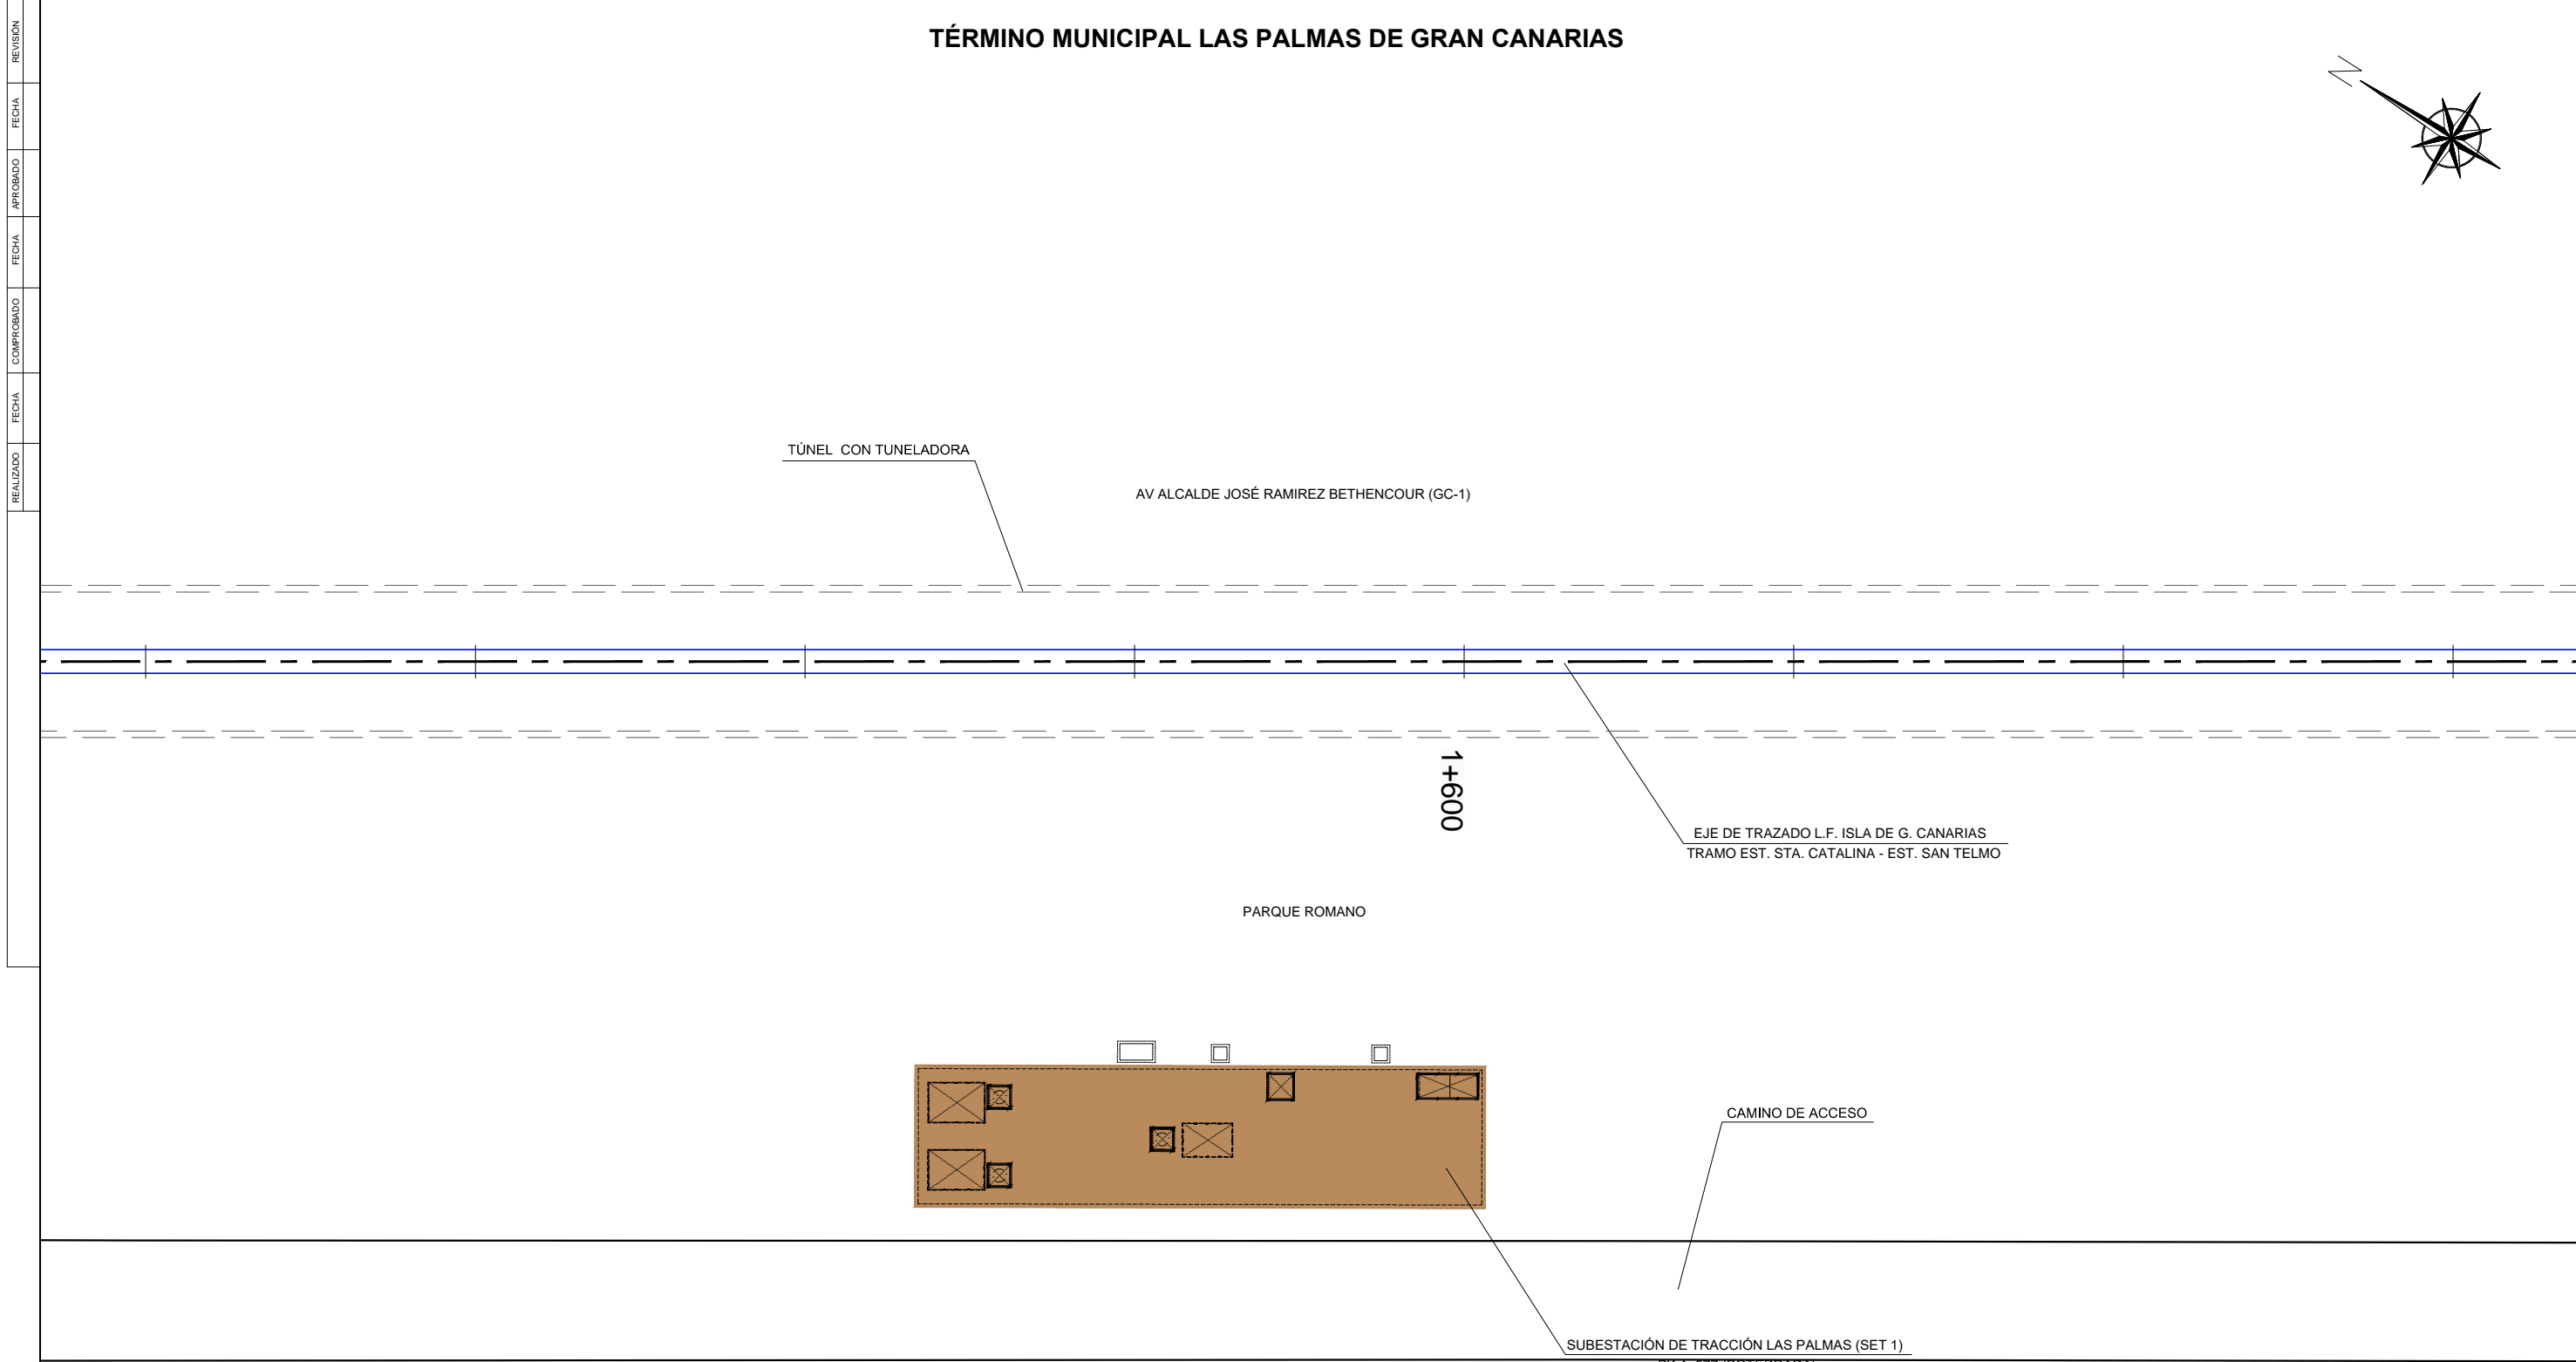 TÉRMINO MUNICIPAL LAS PALMAS DE GRAN CANARIAS
REVISIÓN
FECHA
APROBADO
FECHA
COMPROBADO
FECHA
REALIZADO
TÚNEL CON TUNELADORA
AV ALCALDE JOSÉ RAMIREZ BETHENCOUR (GC-1)
1+600
EJE DE TRAZADO L.F. ISLA DE G. CANARIAS
TRAMO EST. STA. CATALINA - EST. SAN TELMO
PARQUE ROMANO
CAMINO DE ACCESO
SUBESTACIÓN DE TRACCIÓN LAS PALMAS (SET 1)